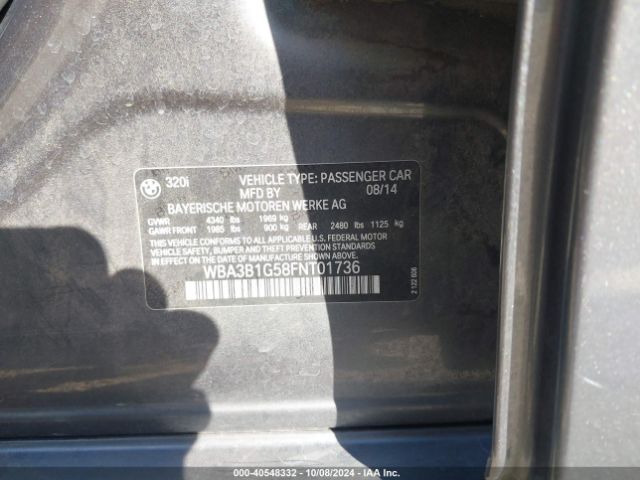 320i VEHICLE TYPE: PASSENGER CAR
MFD BY 08/14
BAYERISCHE MOTOREN WERKE AG
GVWR 4340 lbs 1969 kg
GAWR FRONT 1985 lbs 900 kg REAR 2480 lbs 1125 kg
THIS VEHICLE CONFORMS TO ALL APPLICABLE U.S. FEDERAL MOTOR
VEHICLE SAFETY, BUMPER AND THEFT PREVENTION STANDARDS IN
EFFECT ON THE DATE OF MANUFACTURE SHOWN ABOVE.
WBA3B1G58FNT01736
2 122 608
000-40548332 - 10/08/2024 - IAA Inc.